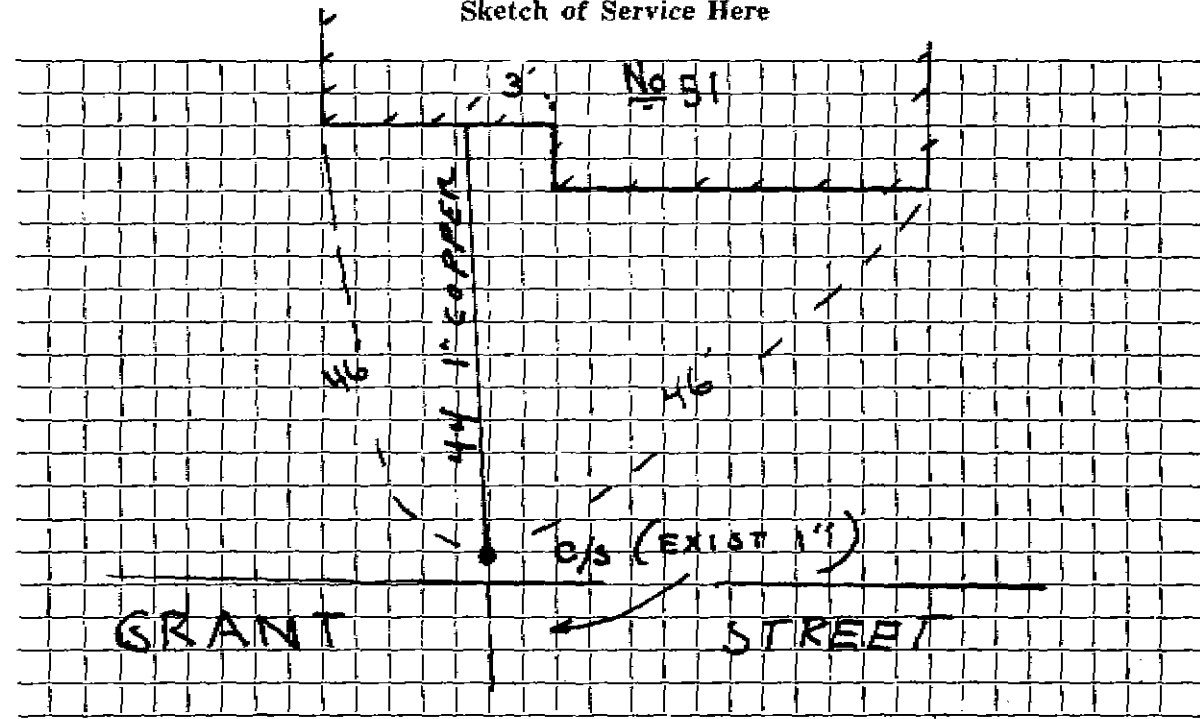 Sketch of Service Here
3'
No 51
44 1" COPPER
46
46'
c/s (EXIST 1")
GRANT STREET